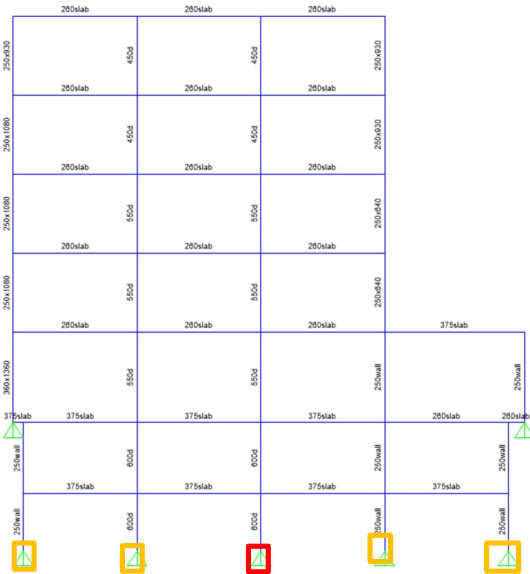 260slab 260slab 260slab
250x930 450d 450d 250x930
260slab 260slab 260slab
250x1080 450d 450d 250x930
260slab 260slab 260slab
250x1080 550d 550d 250x640
260slab 260slab 260slab
250x1080 550d 550d 250x640
260slab 260slab 260slab 375slab
360x1360 550d 550d 250wall 250wall
375slab 375slab 375slab 375slab 260slab 260slab
250wall 600d 600d 250wall 250wall
375slab 375slab 375slab 375slab
250wall 600d 600d 250wall 250wall